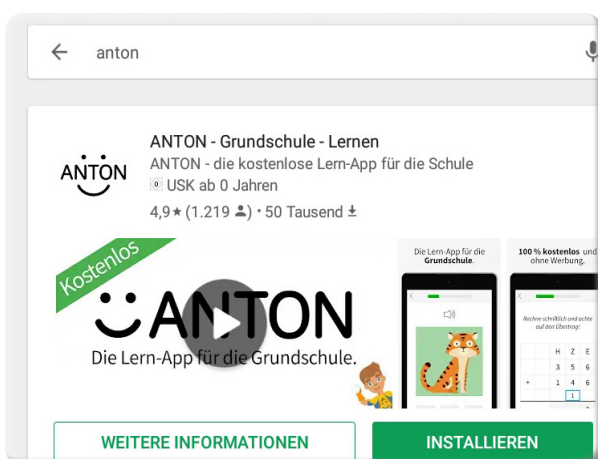 anton
ANTON - Grundschule - Lernen
ANTON - die kostenlose Lern-App für die Schule
0 USK ab 0 Jahren
4,9★ (1.219) • 50 Tausend
ANTON
Kostenlos
ANTON
Die Lern-App für die Grundschule.
Die Lern-App für die
Grundschule.
100 % kostenlos und
ohne Werbung.
Rechne schriftlich und achte
auf den Übertrag!
H Z E
3 5 6
+ 1 4 6
1
WEITERE INFORMATIONEN
INSTALLIEREN